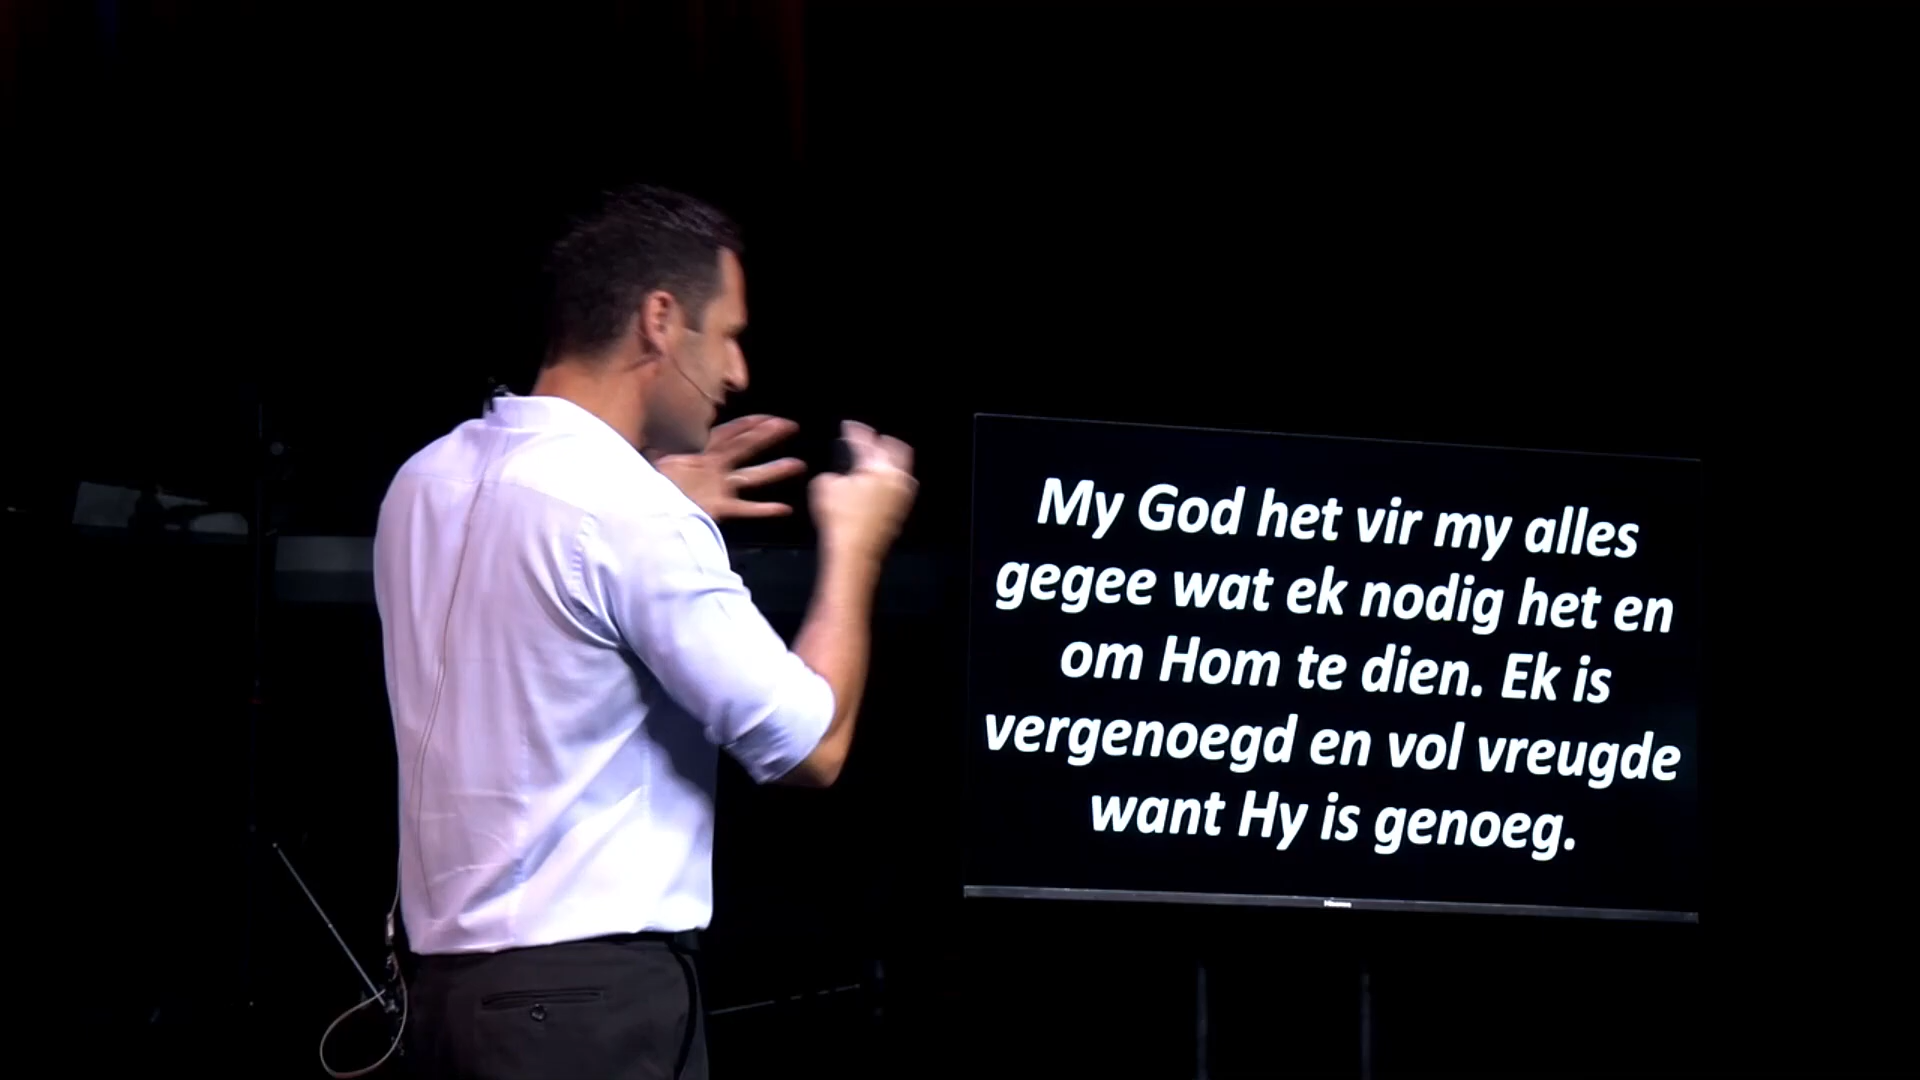 My God het vir my alles
gegee wat ek nodig het en
om Hom te dien. Ek is
vergenoegd en vol vreugde
want Hy is genoeg.
Hisense